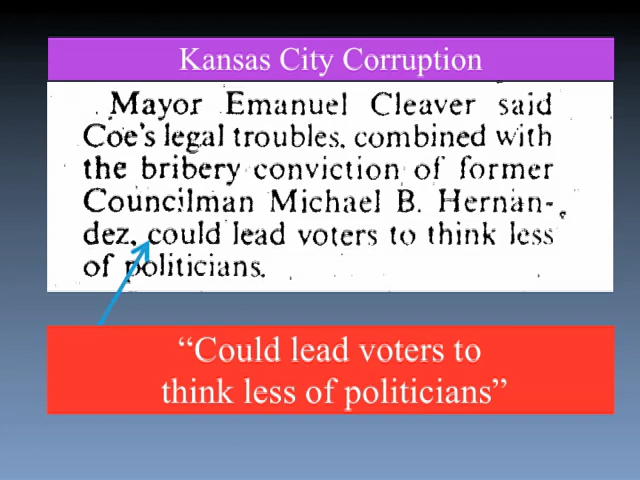 Kansas City Corruption
Mayor Emanuel Cleaver said
Coe's legal troubles, combined with
the bribery conviction of former
Councilman Michael B. Hernan-
dez, could lead voters to think less
of politicians.
“Could lead voters to
think less of politicians”